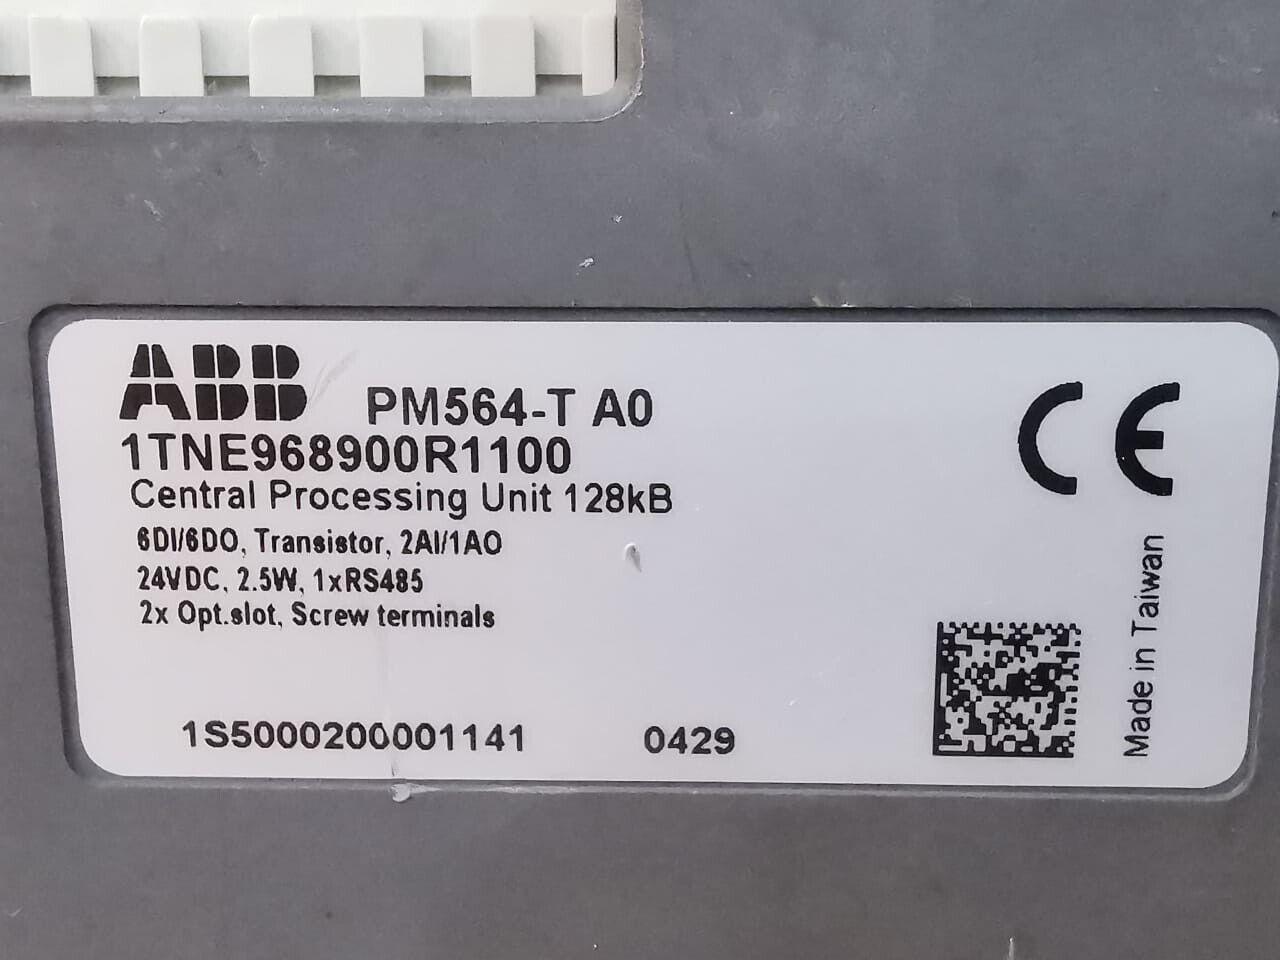 ABB PM564-T A0
1TNE968900R1100
Central Processing Unit 128kB
6DI/6DO, Transistor, 2AI/1AO
24VDC, 2.5W, 1xRS485
2x Opt.slot, Screw terminals
1S5000200001141 0429
CE
Made in Taiwan